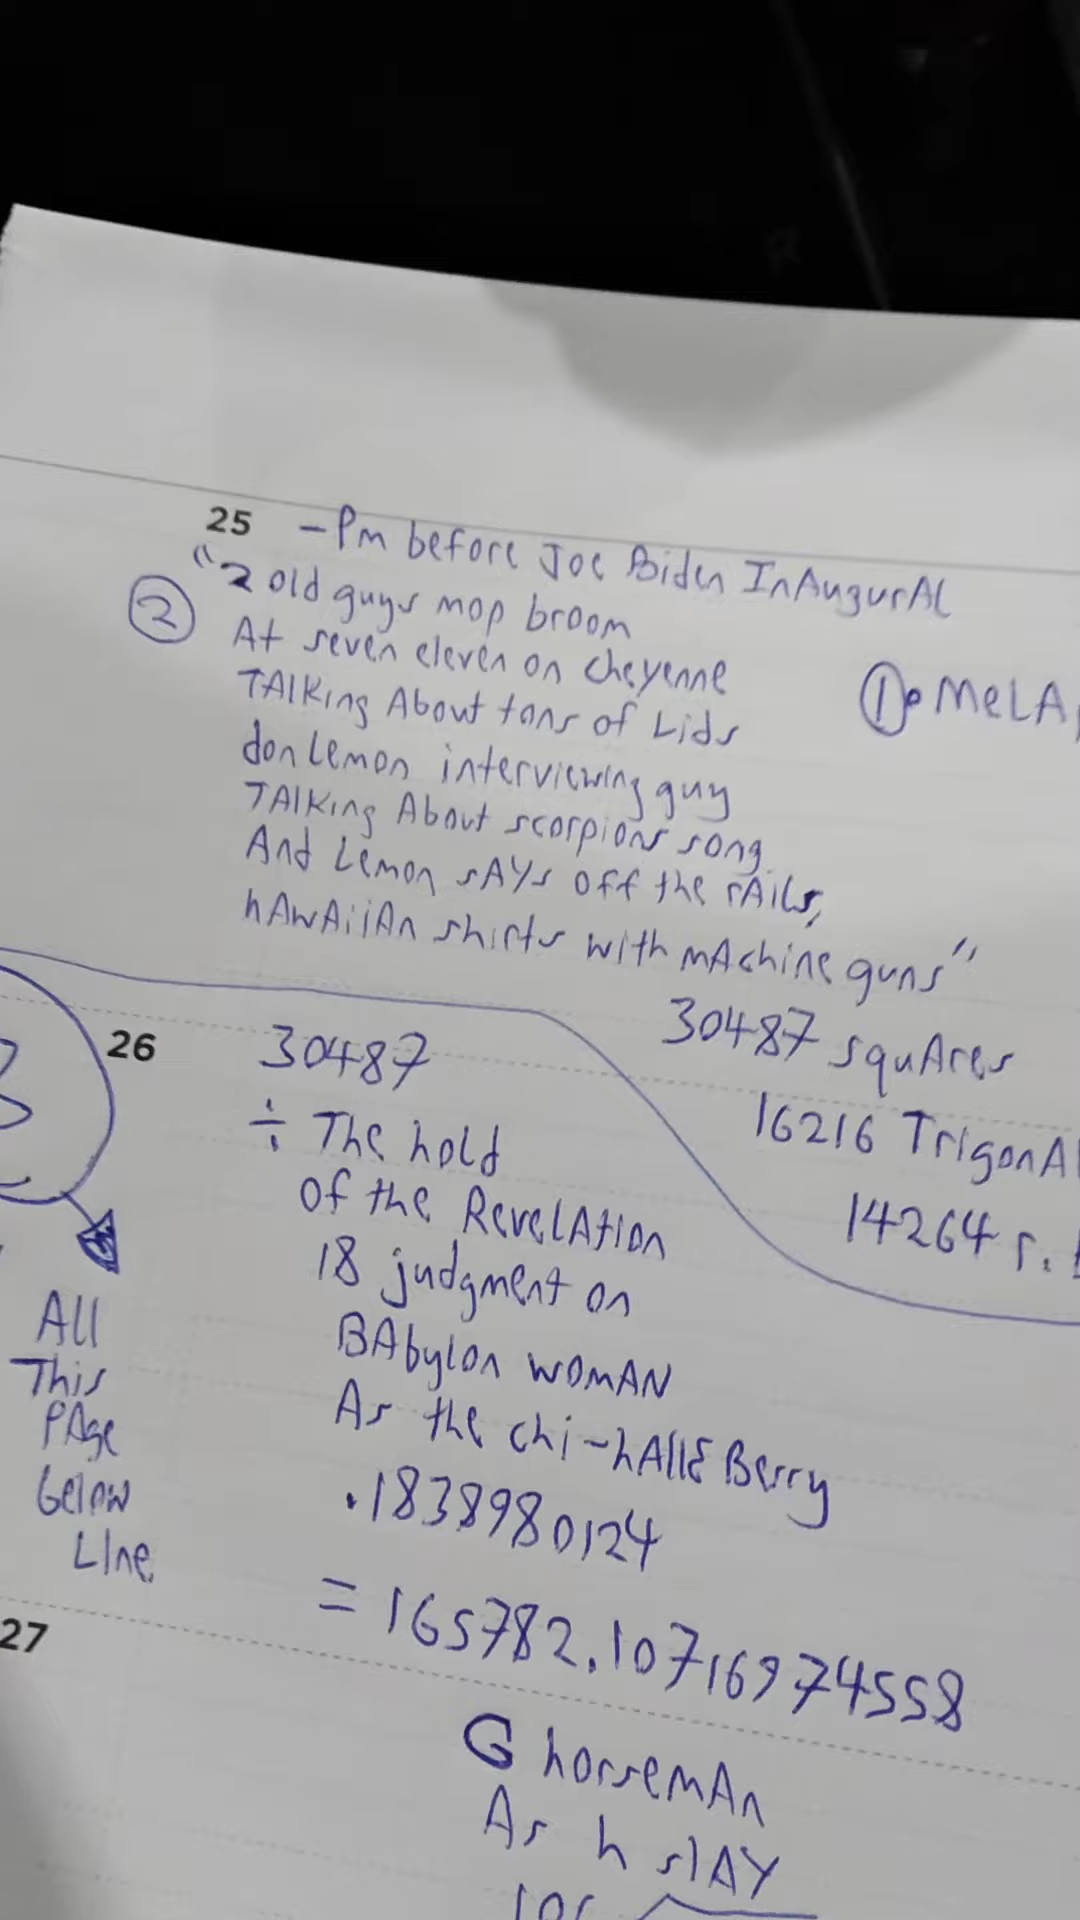 25 – Pm before Joe Biden InAugurAl
② "2 old guys mop broom
At seven eleven on cheyenne
TAlKing About tons of Lids
don Lemon interviewing guy
TAlKing About scorpions song
And Lemon sAYs off the rAils,
hAwAiiAn shirts with mAchine guns"
①• MeLA
30487 squAres
16216 TrigonAl
14264 r.
26 30487
÷ The hold
of the RevelAtion
18 judgment on
BAbylon womAN
As the chi-hAllE Berry
.1838980124
= 165782.10716974558
All
This
PAge
below
LIne.
27
G horsemAn
As h slAY